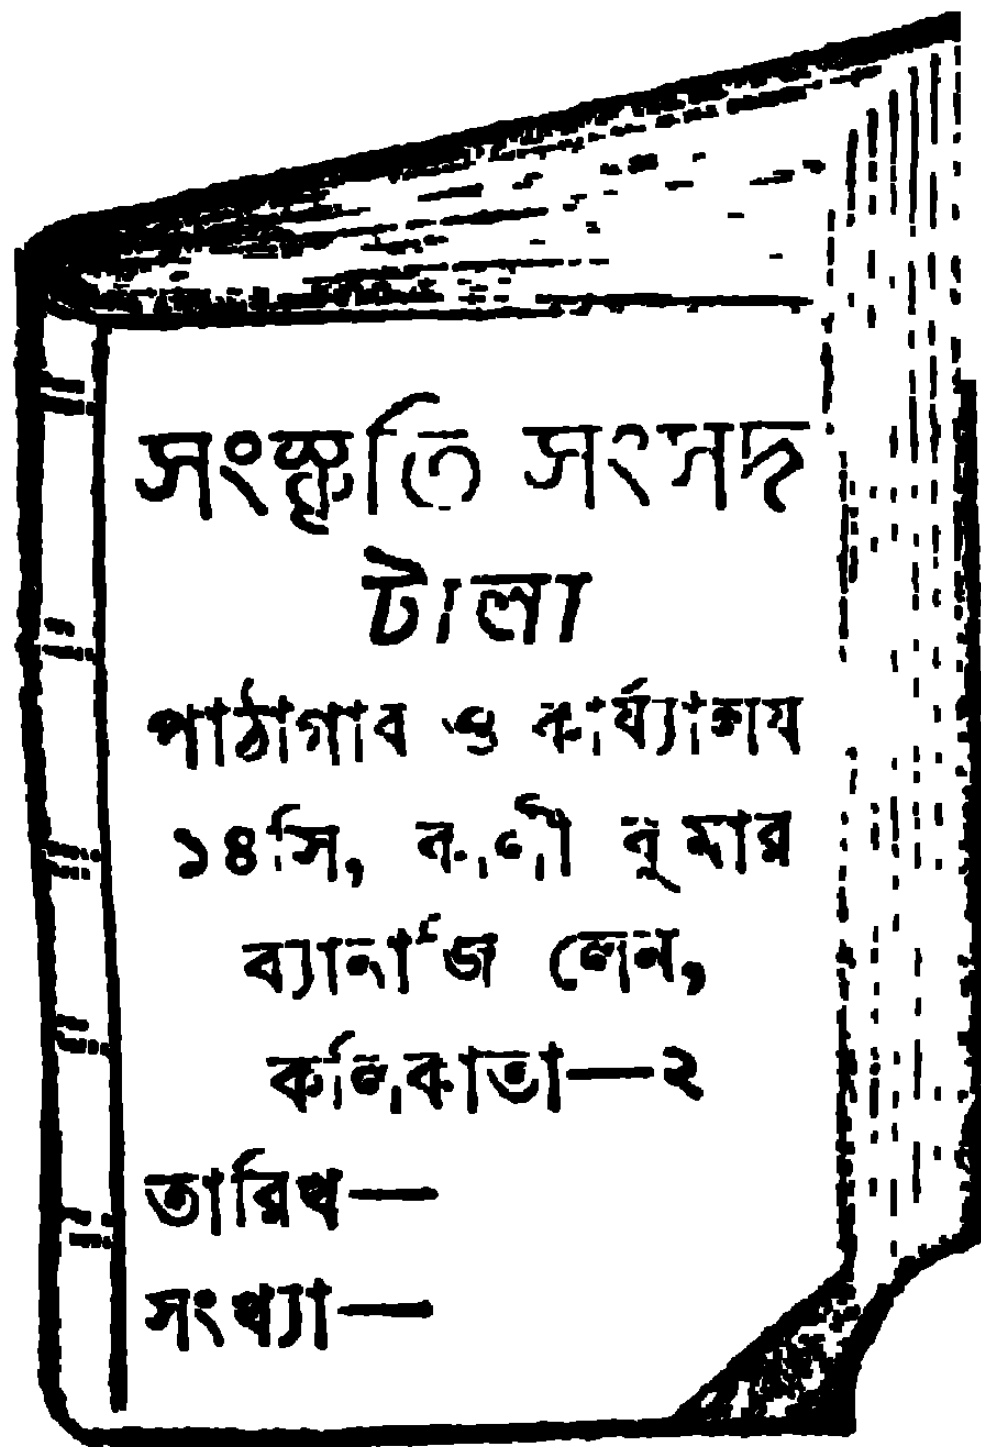 সংস্কৃতি সংসদ
টালা
পাঠাগার ও কার্য্যালয়
১৪সি, কালী কুমার
ব্যানার্জি লেন,
কলিকাতা—২
তারিখ—
সংখ্যা—